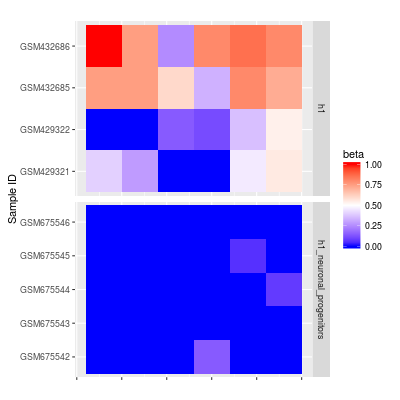 GSM432686
GSM432685
GSM429322
GSM429321
h1
GSM675546
GSM675545
GSM675544
GSM675543
GSM675542
h1_neuronal_progenitors
Sample ID
beta
1.00
0.75
0.50
0.25
0.00